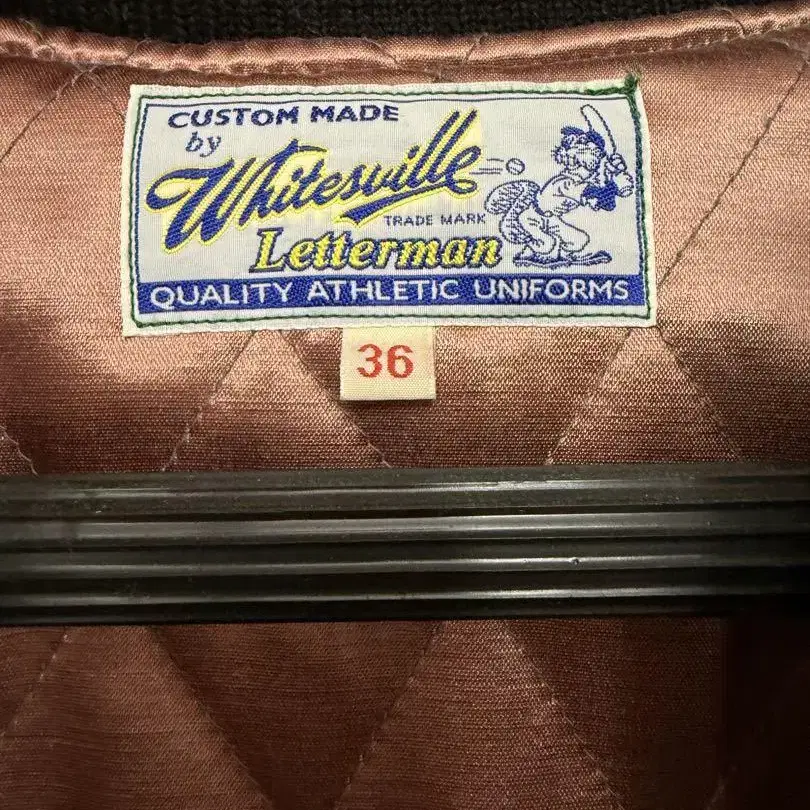 CUSTOM MADE
by
Whitesville
TRADE MARK
Letterman
QUALITY ATHLETIC UNIFORMS
36